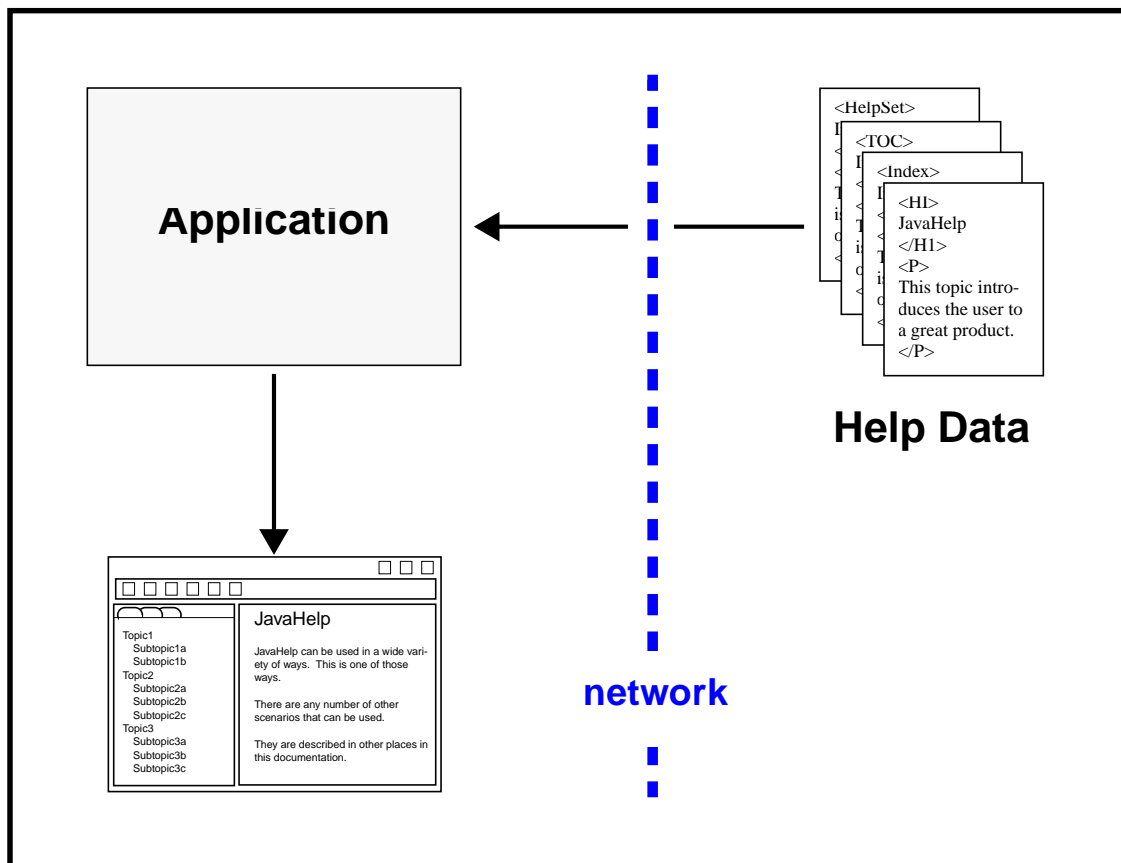 Application
<HelpSet>
I
<
<
T
is
o
<
<TOC>
I
<
<
T
is
o
<
<Index>
I
<
<
T
is
o
<
<HI>
JavaHelp
</H1>
<P>
This topic intro-
duces the user to
a great product.
</P>
Help Data
JavaHelp
Topic1
Subtopic1a
Subtopic1b
Topic2
Subtopic2a
Subtopic2b
Subtopic2c
Topic3
Subtopic3a
Subtopic3b
Subtopic3c
JavaHelp can be used in a wide vari-
ety of ways.  This is one of those
ways.
There are any number of other
scenarios that can be used.
They are described in other places in
this documentation.
network